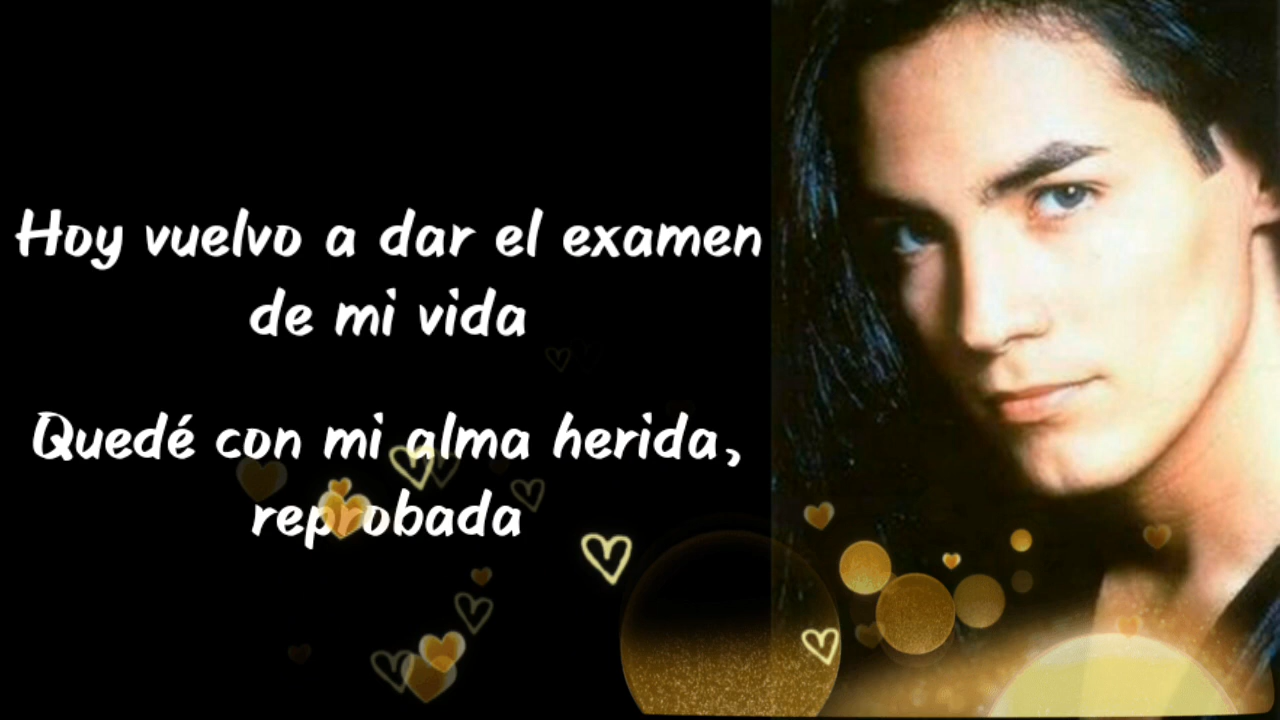 Hoy vuelvo a dar el examen
de mi vida
Quedé con mi alma herida,
reprobada